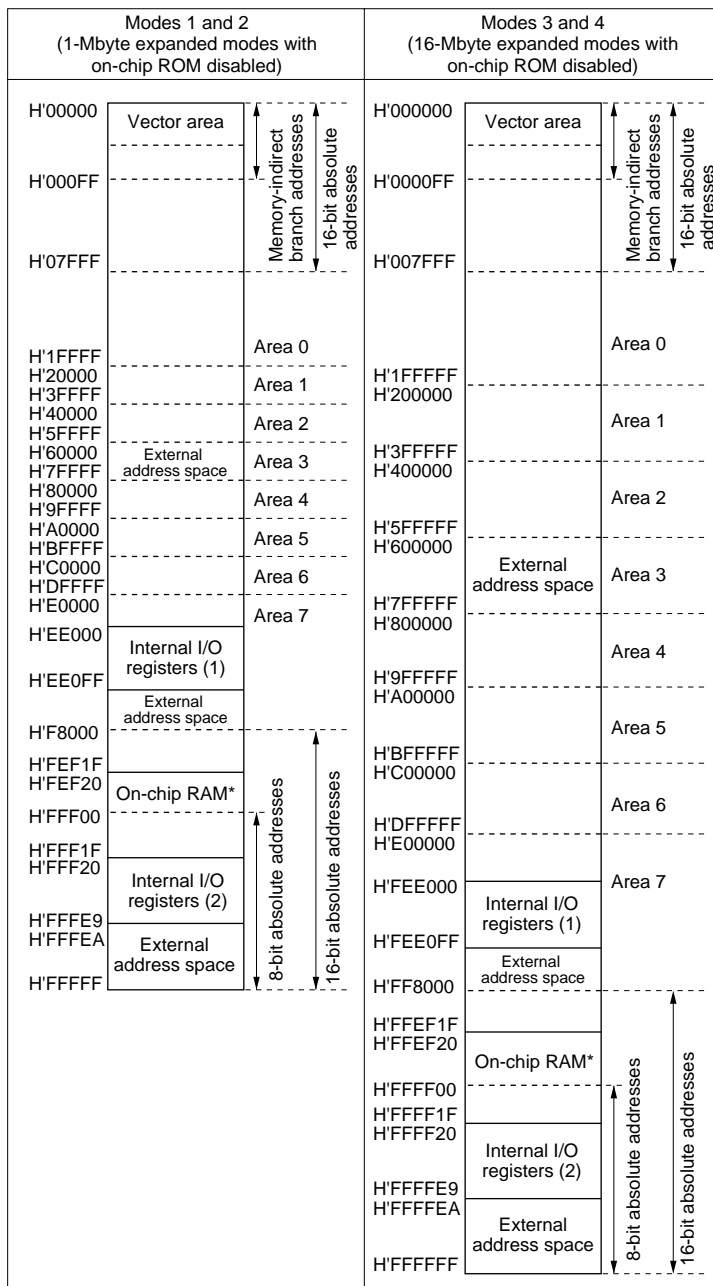 Modes 1 and 2
(1-Mbyte expanded modes with
on-chip ROM disabled)
H'00000
Vector area
H'000FF
Memory-indirect
branch addresses
16-bit absolute
addresses
H'07FFF
Area 0
H'1FFFF
H'20000
Area 1
H'3FFFF
H'40000
Area 2
H'5FFFF
H'60000
External
address space
Area 3
H'7FFFF
H'80000
Area 4
H'9FFFF
H'A0000
Area 5
H'BFFFF
H'C0000
Area 6
H'DFFFF
H'E0000
Area 7
H'EE000
Internal I/O
registers (1)
H'EE0FF
External
address space
H'F8000
H'FEF1F
H'FEF20
On-chip RAM*
H'FFF00
H'FFF1F
H'FFF20
Internal I/O
registers (2)
H'FFFE9
H'FFFEA
External
address space
H'FFFFF
8-bit absolute addresses
16-bit absolute addresses
Modes 3 and 4
(16-Mbyte expanded modes with
on-chip ROM disabled)
H'000000
Vector area
H'0000FF
Memory-indirect
branch addresses
16-bit absolute
addresses
H'007FFF
Area 0
H'1FFFFF
H'200000
Area 1
H'3FFFFF
H'400000
Area 2
H'5FFFFF
H'600000
External
address space
Area 3
H'7FFFFF
H'800000
Area 4
H'9FFFFF
H'A00000
Area 5
H'BFFFFF
H'C00000
Area 6
H'DFFFFF
H'E00000
Area 7
H'FEE000
Internal I/O
registers (1)
H'FEE0FF
External
address space
H'FF8000
H'FFEF1F
H'FFEF20
On-chip RAM*
H'FFFF00
H'FFFF1F
H'FFFF20
Internal I/O
registers (2)
H'FFFFE9
H'FFFFEA
External
address space
H'FFFFFF
8-bit absolute addresses
16-bit absolute addresses